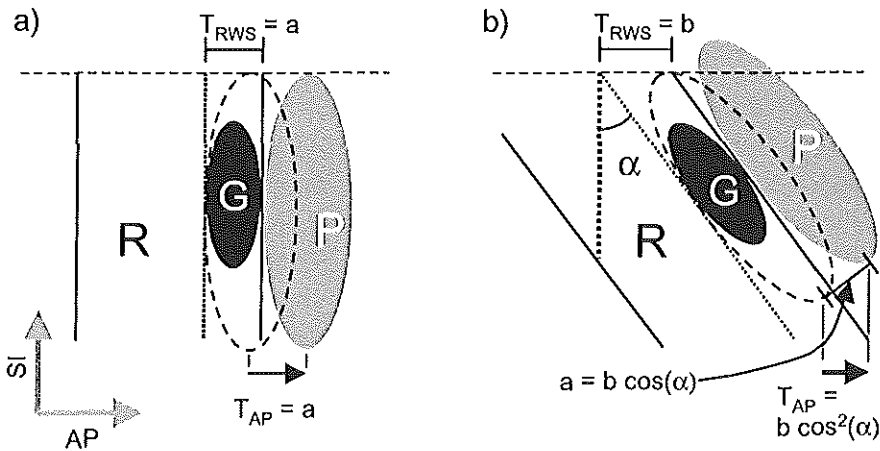 a)
T_RWS = a
G
R
P
SI
AP
T_AP = a
b)
T_RWS = b
α
P
G
R
a = b cos(α)
T_AP =
b cos²(α)